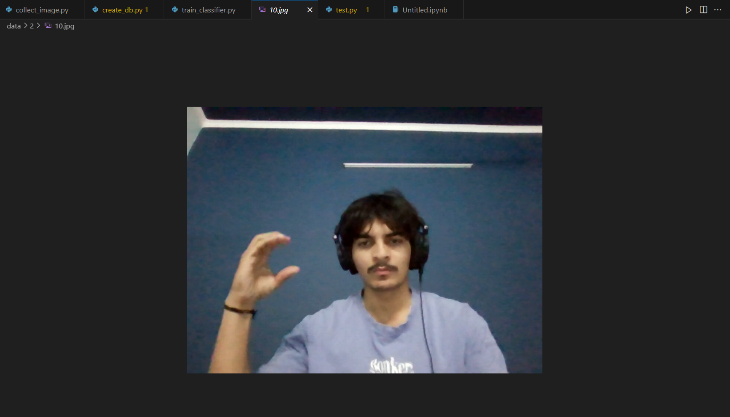 collect_image.py create_db.py 1 train_classifier.py 10.jpg test.py 1 Untitled.ipynb
data > 2 > 10.jpg